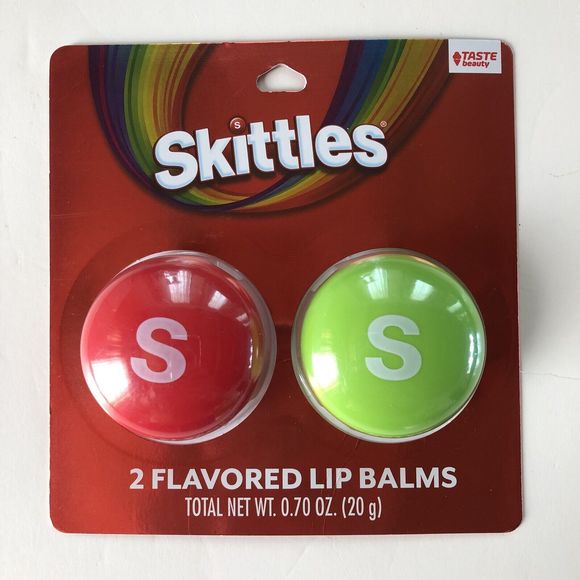 TASTE
beauty
S
Skittles®
S
S
2 FLAVORED LIP BALMS
TOTAL NET WT. 0.70 OZ. (20 g)